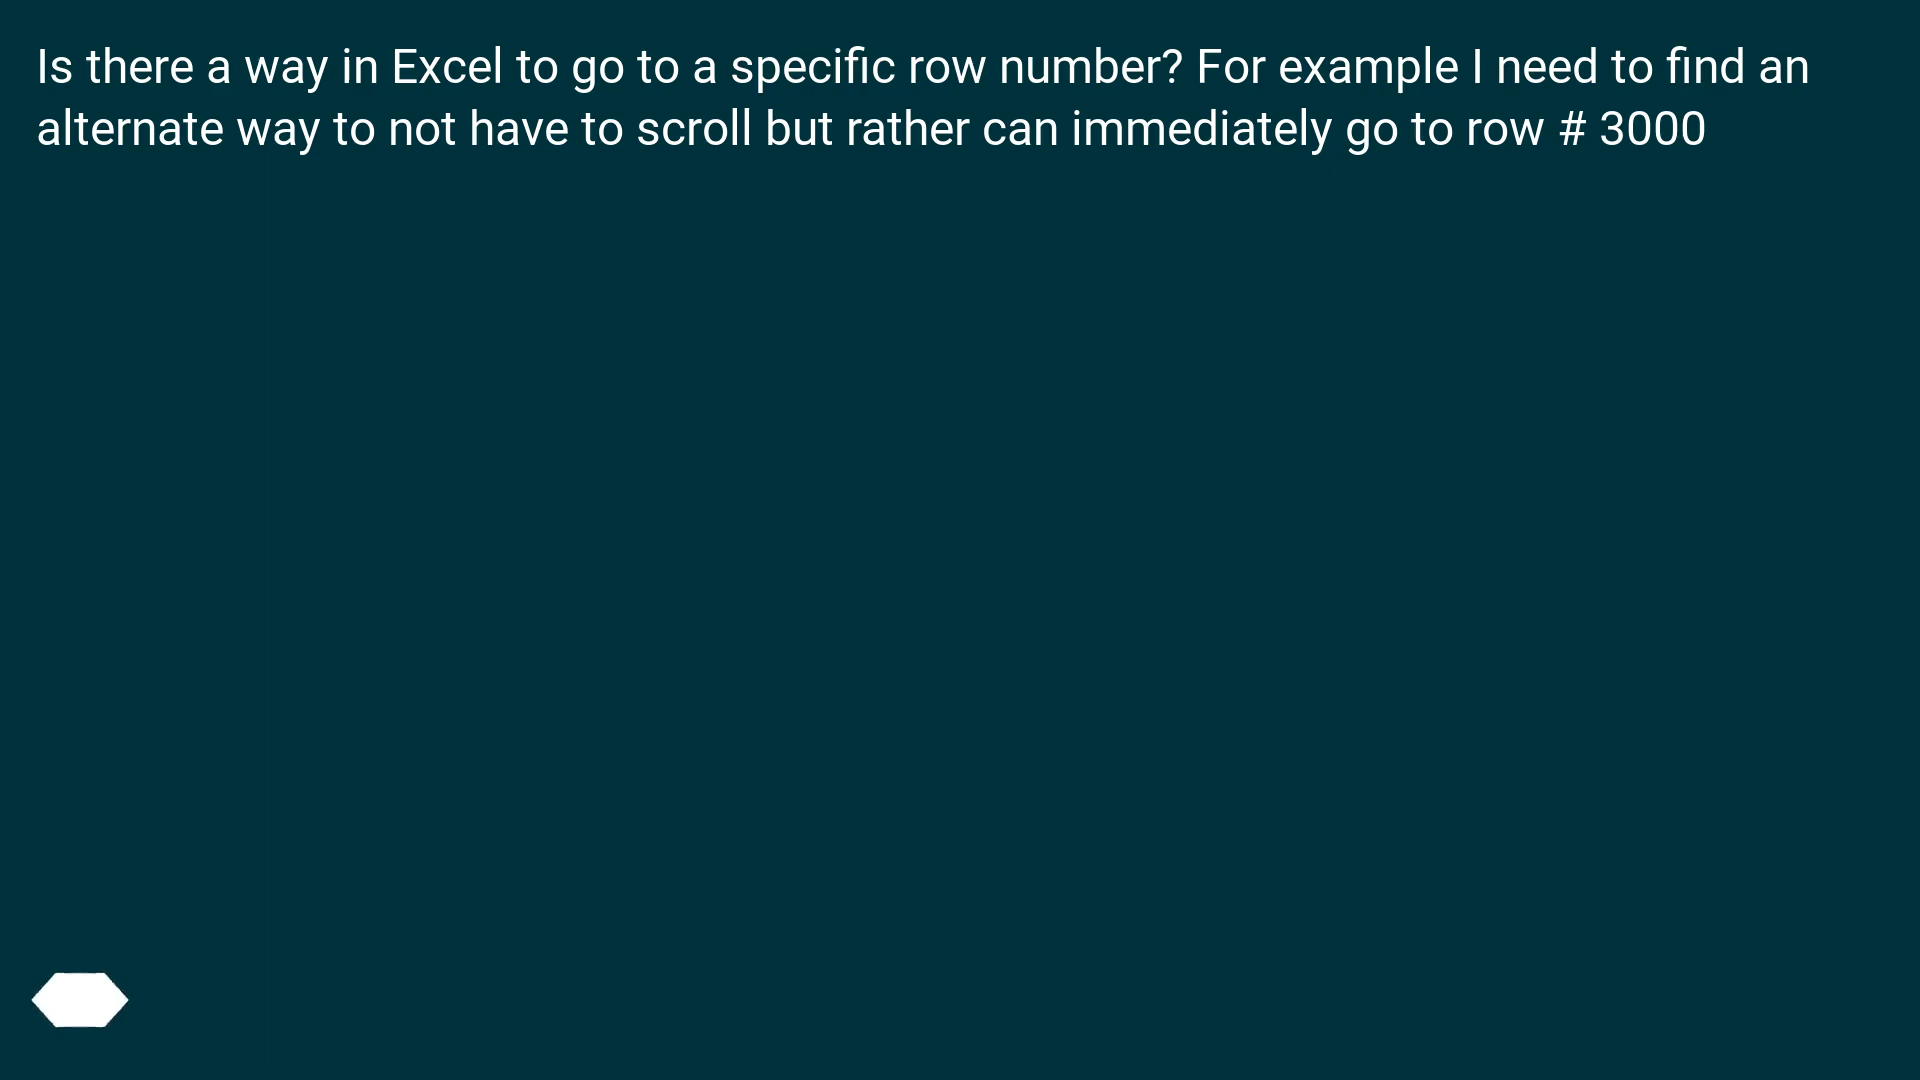 Is there a way in Excel to go to a specific row number? For example I need to find an
alternate way to not have to scroll but rather can immediately go to row # 3000